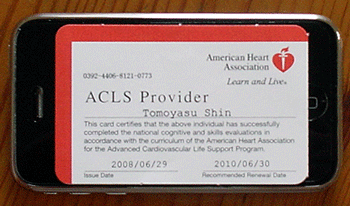 American Heart
Association
Learn and Live®
0392-4406-8121-0773
ACLS Provider
Tomoyasu Shin
This card certifies that the above individual has successfully
completed the national cognitive and skills evaluations in
accordance with the curriculum of the American Heart Association
for the Advanced Cardiovascular Life Support Program.
2008/06/29 2010/06/30
Issue Date Recommended Renewal Date